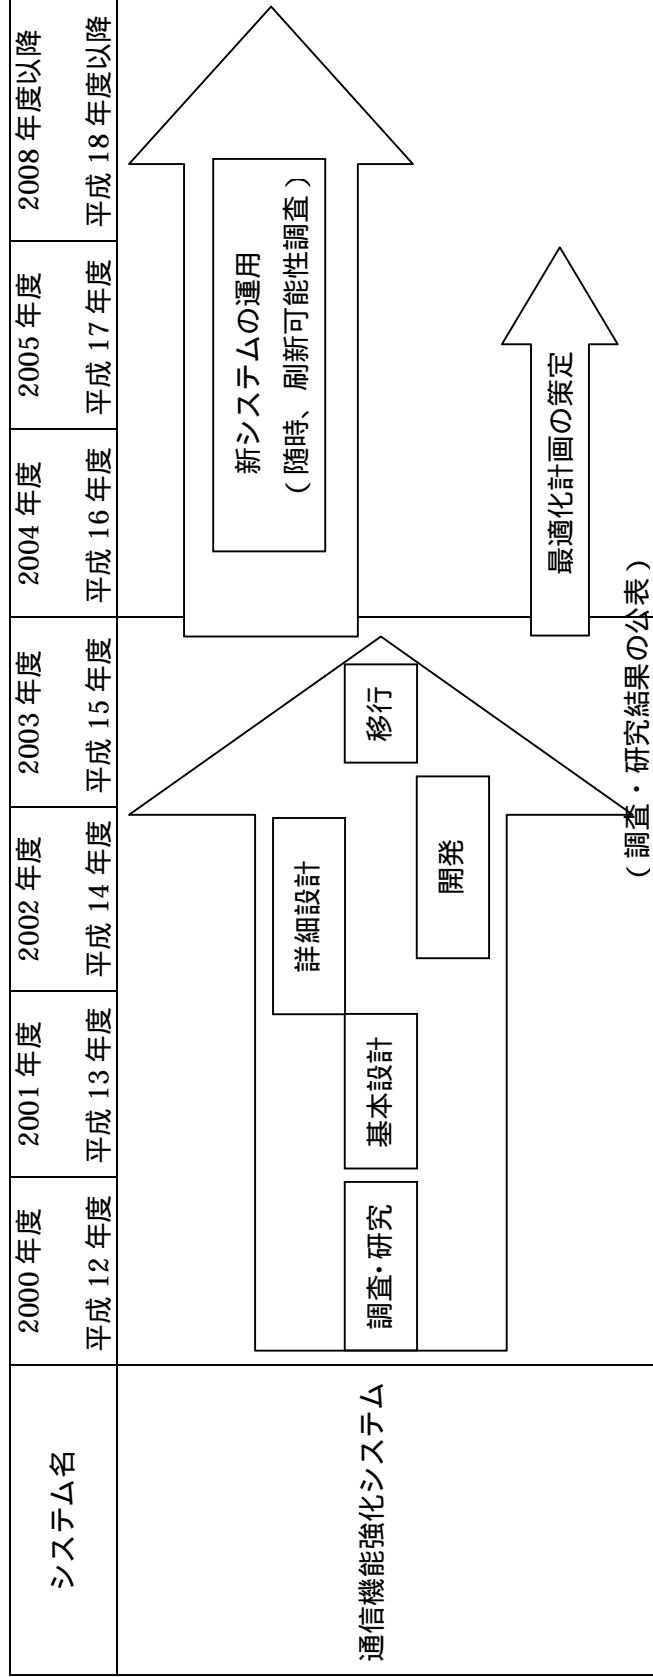 システム名
2000 年度
平成 12 年度
2001 年度
平成 13 年度
2002 年度
平成 14 年度
2003 年度
平成 15 年度
2004 年度
平成 16 年度
2005 年度
平成 17 年度
2008 年度以降
平成 18 年度以降
通信機能強化システム
調査・研究
基本設計
詳細設計
開発
移行
新システムの運用
（随時、刷新可能性調査）
最適化計画の策定
（調査・研究結果の公表）